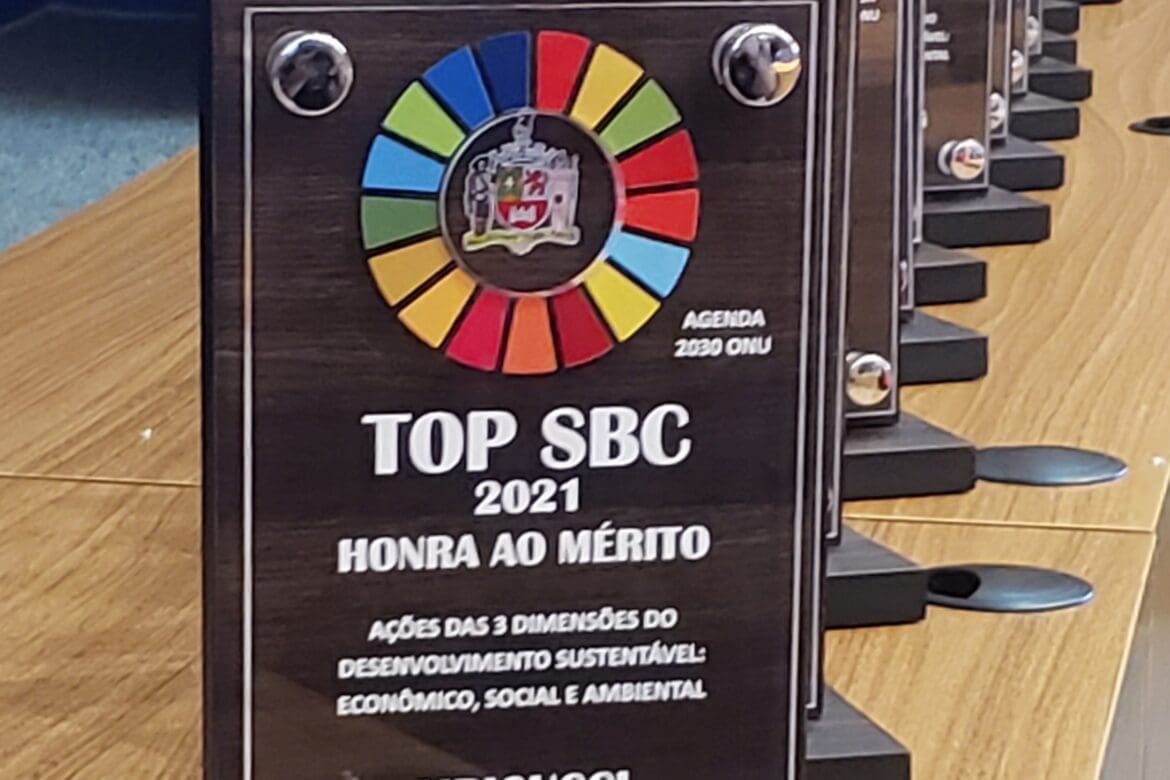 AGENDA
2030 ONU
TOP SBC
2021
HONRA AO MÉRITO
AÇÕES DAS 3 DIMENSÕES DO
DESENVOLVIMENTO SUSTENTÁVEL:
ECONÔMICO, SOCIAL E AMBIENTAL